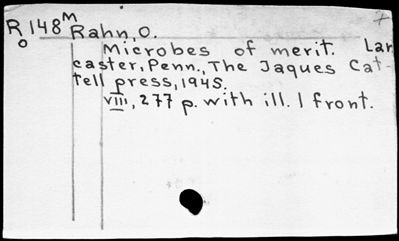 R148 M Rahn, O.
o
Microbes of merit. Lan
caster, Penn., The Jaques Cat-
tell press, 1945.
VIII, 277 p. with ill. 1 front.